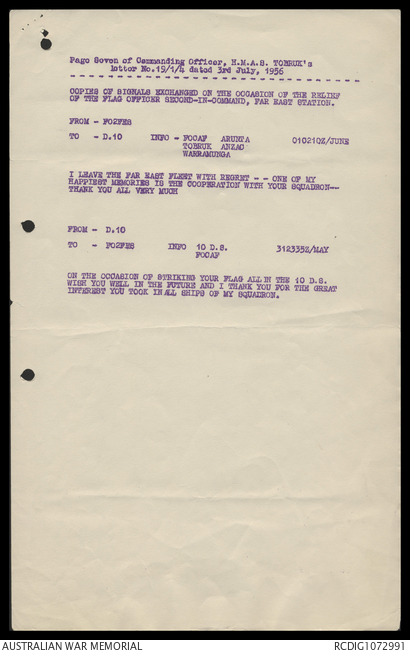 Page Seven of Commanding Officer, H.M.A.S. TOBRUK's
letter No.19/1/4 dated 3rd July, 1956
COPIES OF SIGNALS EXCHANGED ON THE OCCASION OF THE RELIEF
OF THE FLAG OFFICER SECOND-IN-COMMAND, FAR EAST STATION.
FROM - FO2FES
TO - D.10 INFO - FOCAF ARUNTA 010210Z/JUNE
TOBRUK ANZAC
WARRAMUNGA
I LEAVE THE FAR EAST FLEET WITH REGRET - - ONE OF MY
HAPPIEST MEMORIES IS THE COOPERATION WITH YOUR SQUADRON--
THANK YOU ALL VERY MUCH
FROM - D.10
TO - FO2FES INFO 10 D.S. 312335Z/MAY
FOCAF
ON THE OCCASION OF STRIKING YOUR FLAG ALL IN THE 10 D.S.
WISH YOU WELL IN THE FUTURE AND I THANK YOU FOR THE GREAT
INTEREST YOU TOOK IN ALL SHIPS OF MY SQUADRON.
AUSTRALIAN WAR MEMORIAL RCDIG1072991